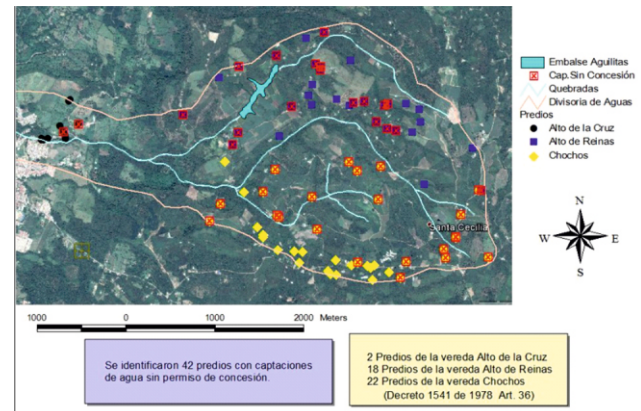 Embalse Aguilitas
Cap.Sin Concesión
Quebradas
Divisoria de Aguas
Predios
Alto de la Cruz
Alto de Reinas
Chochos
Santa Cecilia
N
W E
S
1000 0 1000 2000 Meters
Se identificaron 42 predios con captaciones
de agua sin permiso de concesión.
2 Predios de la vereda Alto de la Cruz
18 Predios de la vereda Alto de Reinas
22 Predios de la vereda Chochos
(Decreto 1541 de 1978 Art. 36)